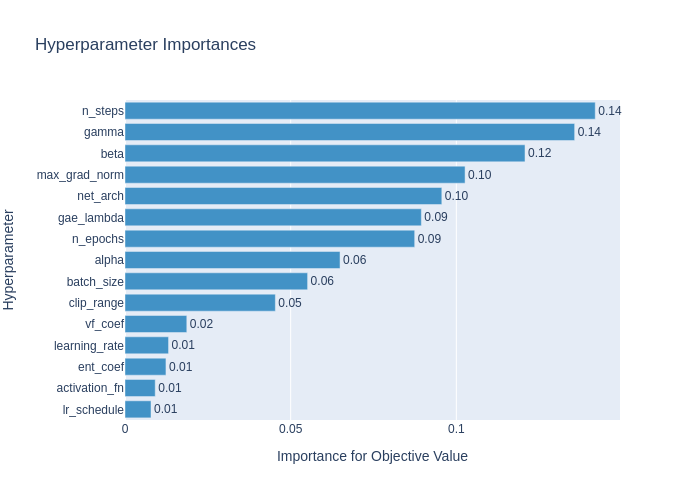 Hyperparameter Importances
Hyperparameter
n_steps 0.14
gamma 0.14
beta 0.12
max_grad_norm 0.10
net_arch 0.10
gae_lambda 0.09
n_epochs 0.09
alpha 0.06
batch_size 0.06
clip_range 0.05
vf_coef 0.02
learning_rate 0.01
ent_coef 0.01
activation_fn 0.01
lr_schedule 0.01
0 0.05 0.1
Importance for Objective Value